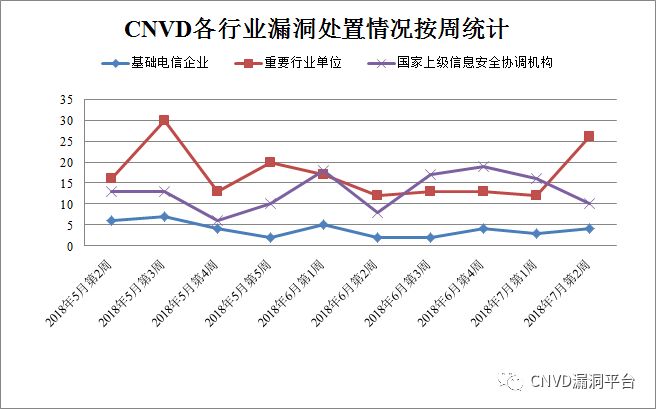 CNVD各行业漏洞处置情况按周统计
基础电信企业 重要行业单位 国家上级信息安全协调机构
35
30
25
20
15
10
5
0
2018年5月第2周
2018年5月第3周
2018年5月第4周
2018年5月第5周
2018年6月第1周
2018年6月第2周
2018年6月第3周
2018年6月第4周
2018年7月第1周
2018年7月第2周
CNVD漏洞平台